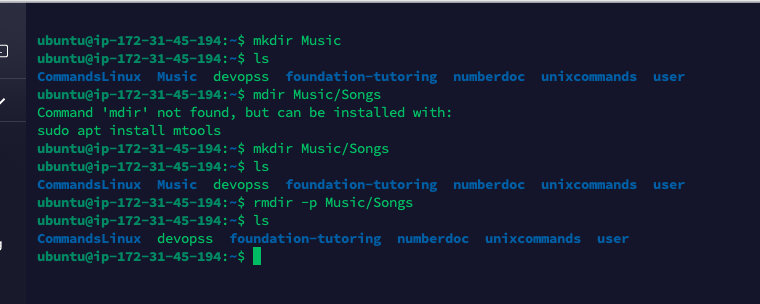 ubuntu@ip-172-31-45-194:~$ mkdir Music
ubuntu@ip-172-31-45-194:~$ ls
CommandsLinux  Music  devopss  foundation-tutoring  numberdoc  unixcommands  user
ubuntu@ip-172-31-45-194:~$ mdir Music/Songs
Command 'mdir' not found, but can be installed with:
sudo apt install mtools
ubuntu@ip-172-31-45-194:~$ mkdir Music/Songs
ubuntu@ip-172-31-45-194:~$ ls
CommandsLinux  Music  devopss  foundation-tutoring  numberdoc  unixcommands  user
ubuntu@ip-172-31-45-194:~$ rmdir -p Music/Songs
ubuntu@ip-172-31-45-194:~$ ls
CommandsLinux  devopss  foundation-tutoring  numberdoc  unixcommands  user
ubuntu@ip-172-31-45-194:~$